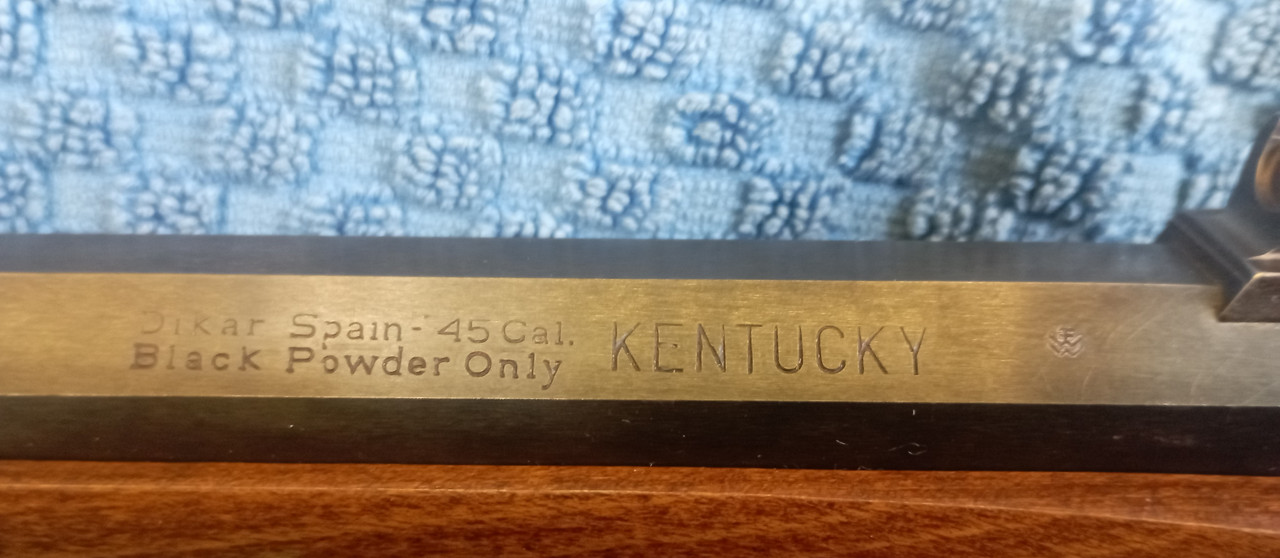 Dikar Spain - 45 Cal. KENTUCKY
Black Powder Only